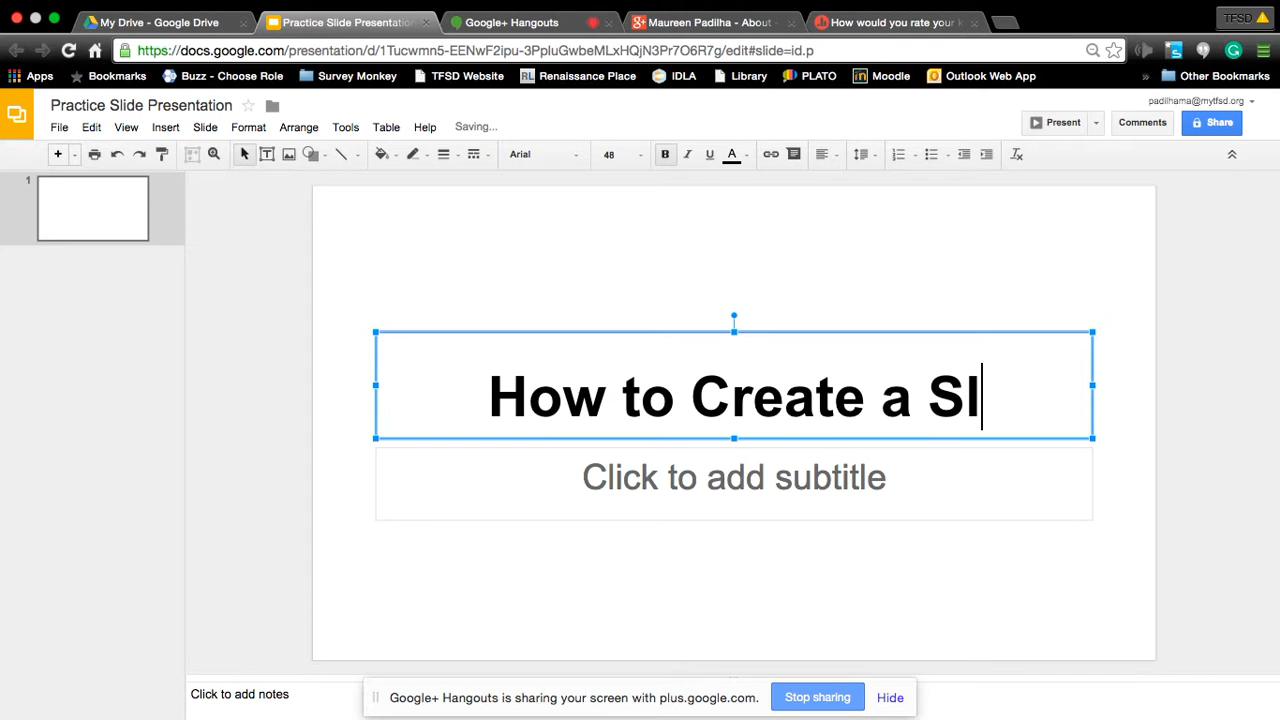 My Drive - Google Drive
Practice Slide Presentation
Google+ Hangouts
Maureen Padilha - About -
How would you rate your k
TFSD
https://docs.google.com/presentation/d/1Tucwmn5-EENwF2ipu-3PpluGwbeMLxHQjN3Pr7O6R7g/edit#slide=id.p
Apps
Bookmarks
Buzz - Choose Role
Survey Monkey
TFSD Website
RL Renaissance Place
IDLA
Library
PLATO
in Moodle
Outlook Web App
»
Other Bookmarks
Practice Slide Presentation
padilhama@mytfsd.org
File Edit View Insert Slide Format Arrange Tools Table Help Saving...
Present
Comments
Share
Arial 48 B I U A
1
How to Create a Sl
Click to add subtitle
Click to add notes
Google+ Hangouts is sharing your screen with plus.google.com. Stop sharing Hide